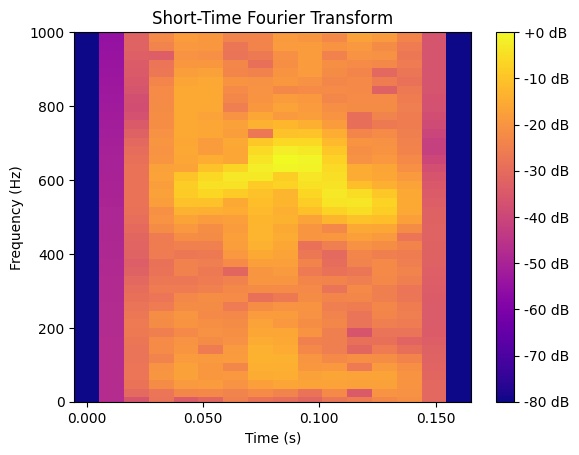 Short-Time Fourier Transform
1000
800
600
400
200
0
Frequency (Hz)
0.000
0.050
0.100
0.150
Time (s)
+0 dB
-10 dB
-20 dB
-30 dB
-40 dB
-50 dB
-60 dB
-70 dB
-80 dB